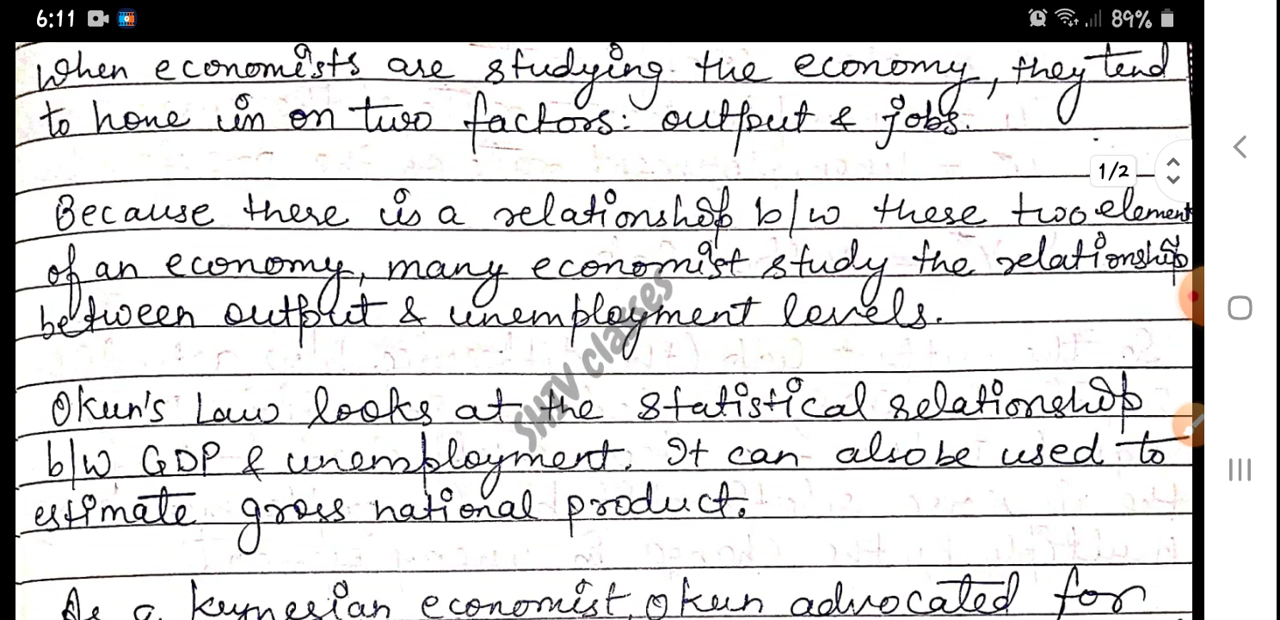 6:11
89%
When economists are studying the economy, they tend
to hone in on two factors: output & jobs.
1/2
Because there is a relationship b/w these two element
of an economy, many economist study the relationship
between output & unemployment levels.
SHIV classes
Okun's Law looks at the statistical relationship
b/w GDP & unemployment. It can also be used to
estimate gross national product.
As a keynesian economist, Okun advocated for